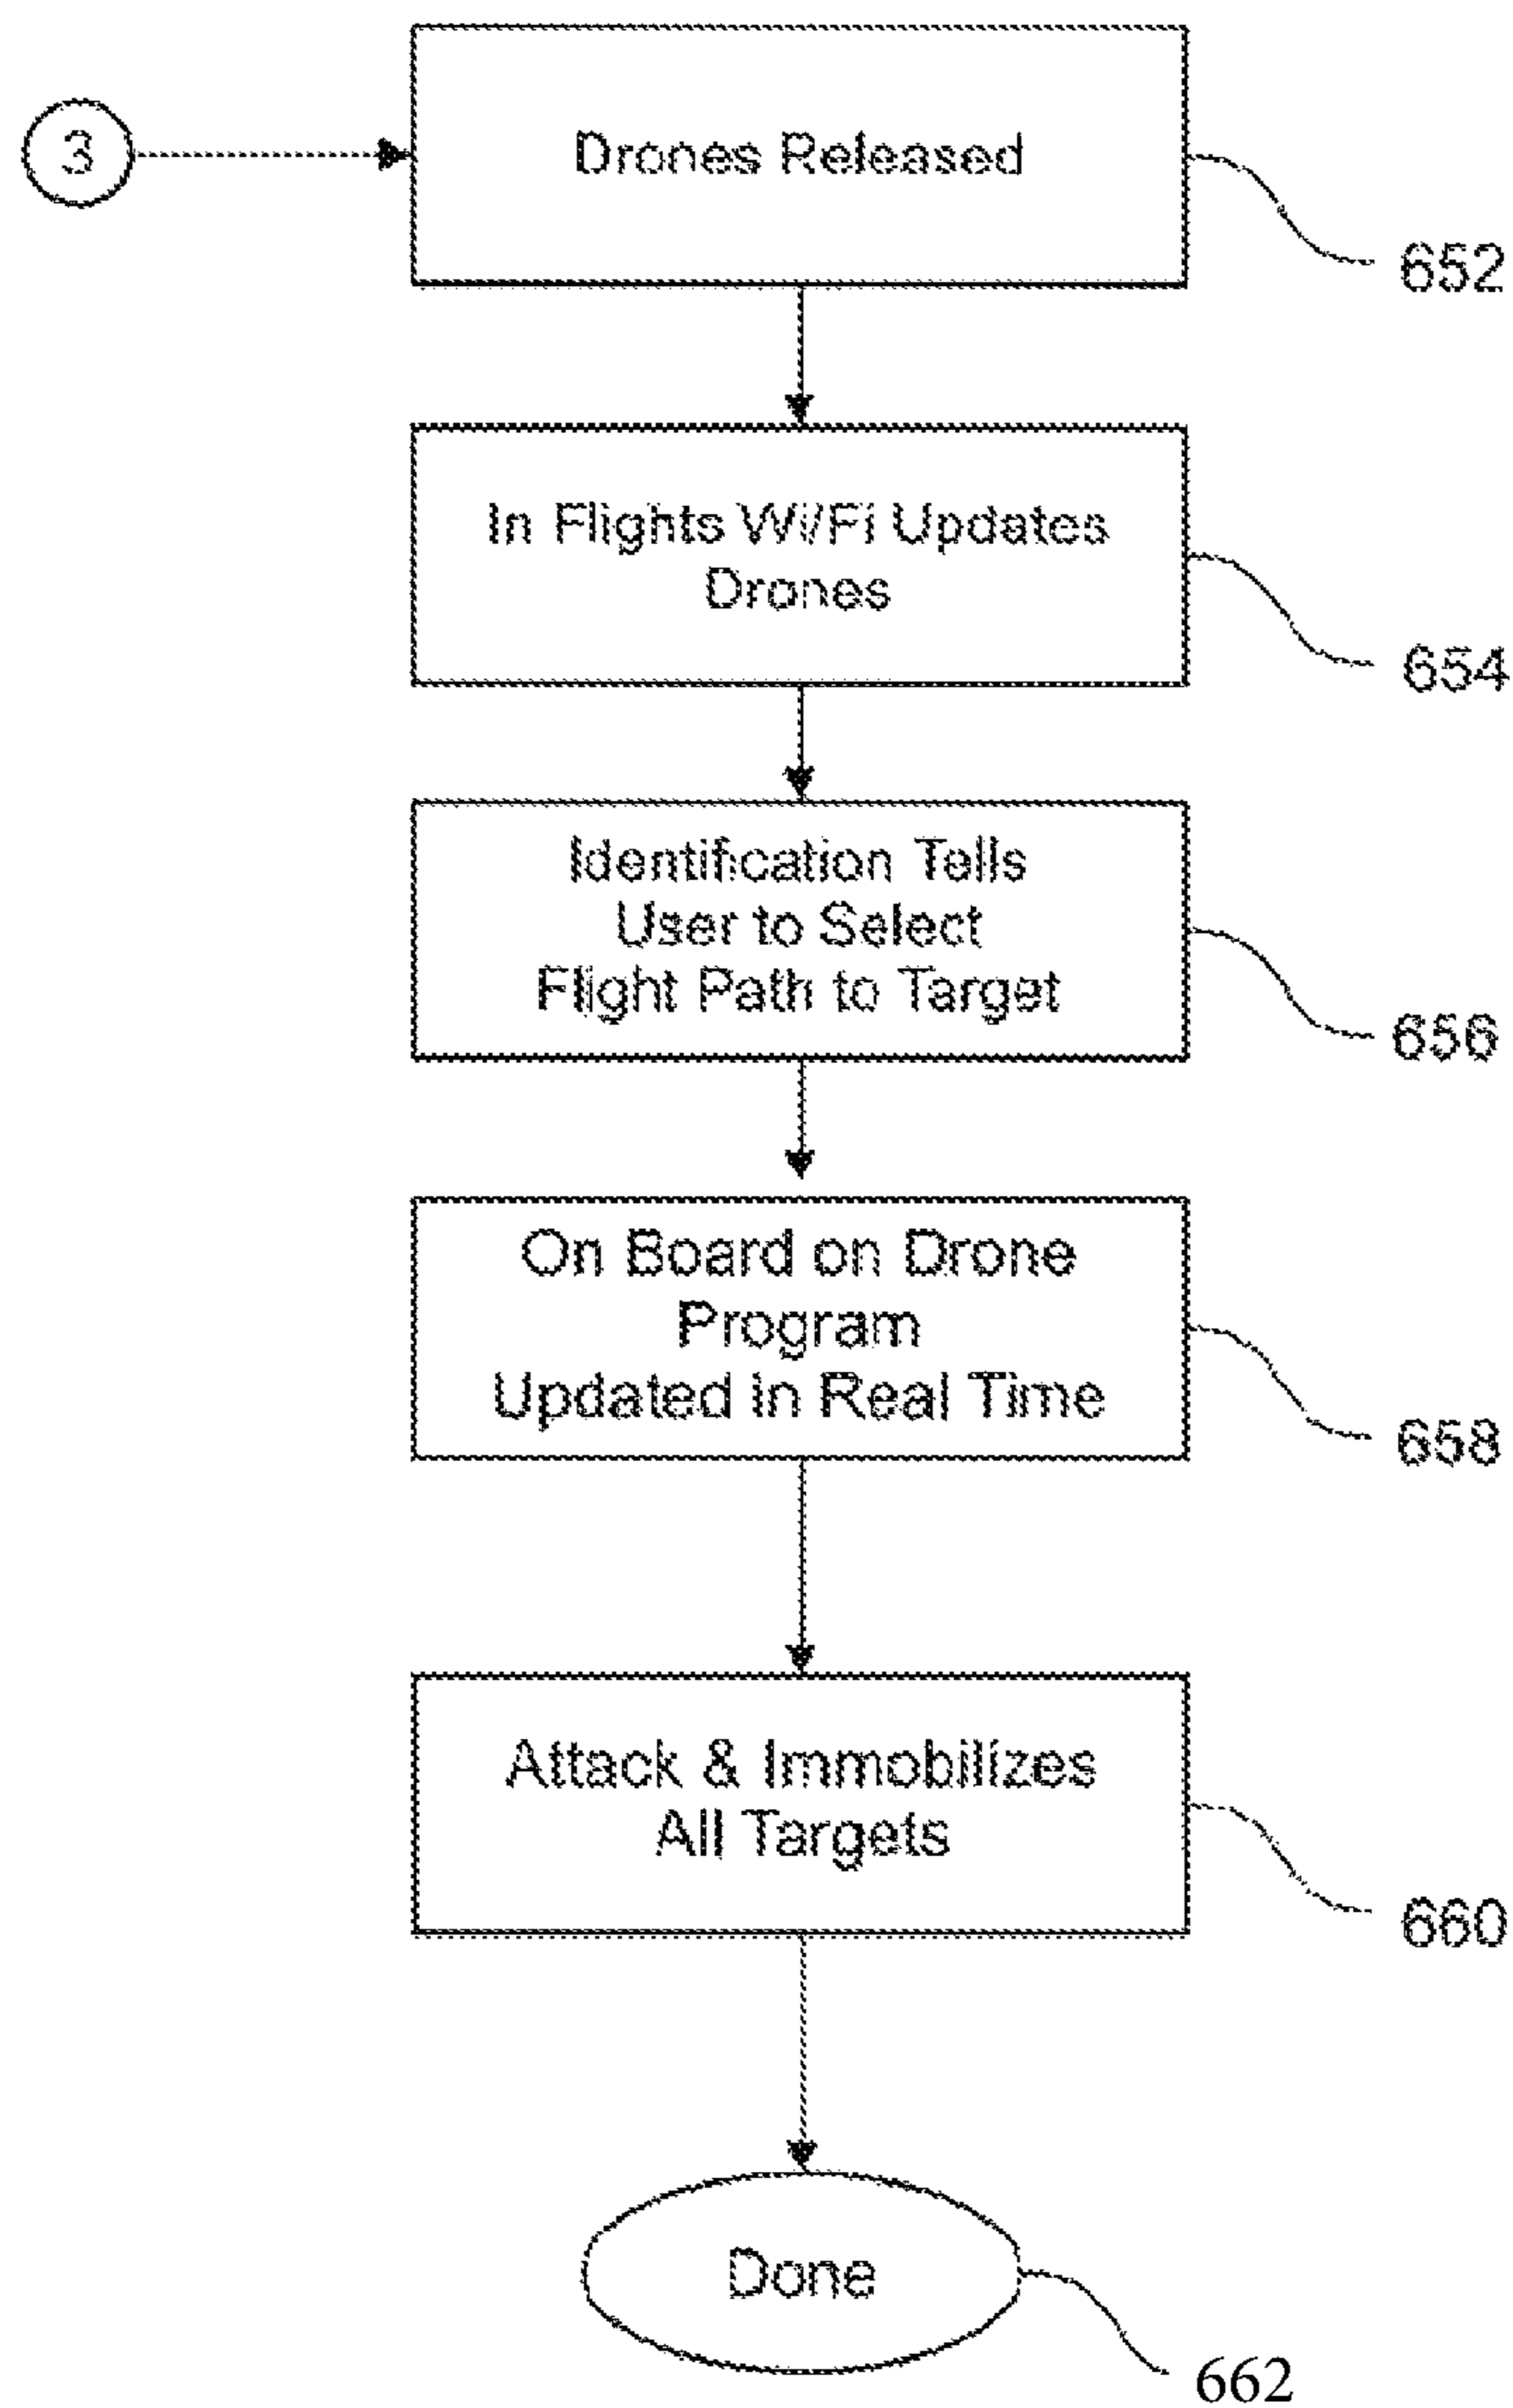 3
Drones Released
652
In Flights Wi/Fi Updates
Drones
654
Identification Tells
User to Select
Flight Path to Target
656
On Board on Drone
Program
Updated in Real Time
658
Attack & Immobilizes
All Targets
660
Done
662